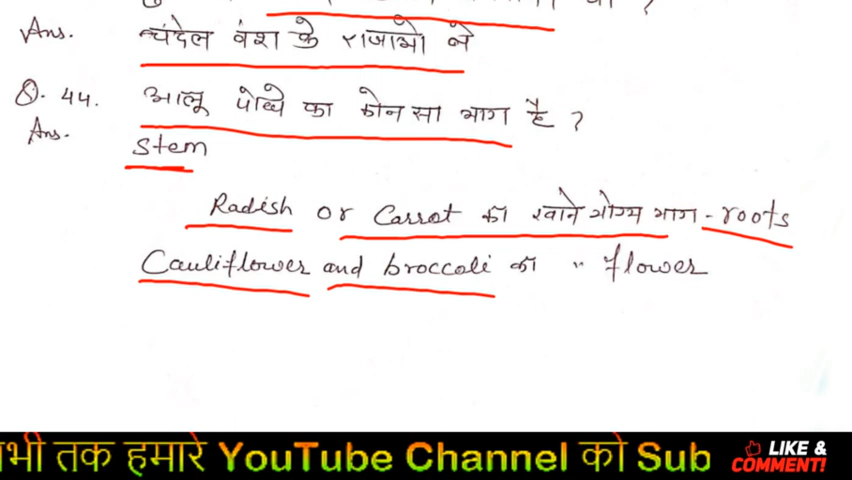 Ans. चंदेल वंश के राजाओ ने
Q. 44. आलू पोधे का कोन सा भाग है ?
Ans. Stem
Radish or Carrot का खाने योग्य भाग - roots
Cauliflower and broccoli का " flower
भी तक हमारे YouTube Channel को Sub
LIKE &
COMMENT!